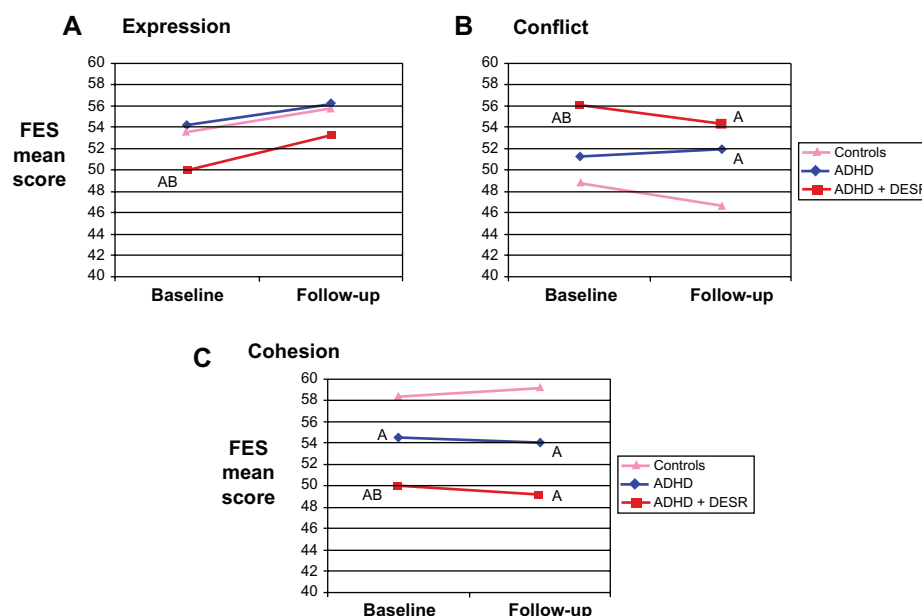 A Expression
FES
mean
score
60
58
56
54
52
50
48
46
44
42
40
AB
Baseline Follow-up
B Conflict
60
58
56
54
52
50
48
46
44
42
40
AB
A
A
Baseline Follow-up
Controls
ADHD
ADHD + DESR
C Cohesion
FES
mean
score
60
58
56
54
52
50
48
46
44
42
40
A
A
AB
A
Baseline Follow-up
Controls
ADHD
ADHD + DESR